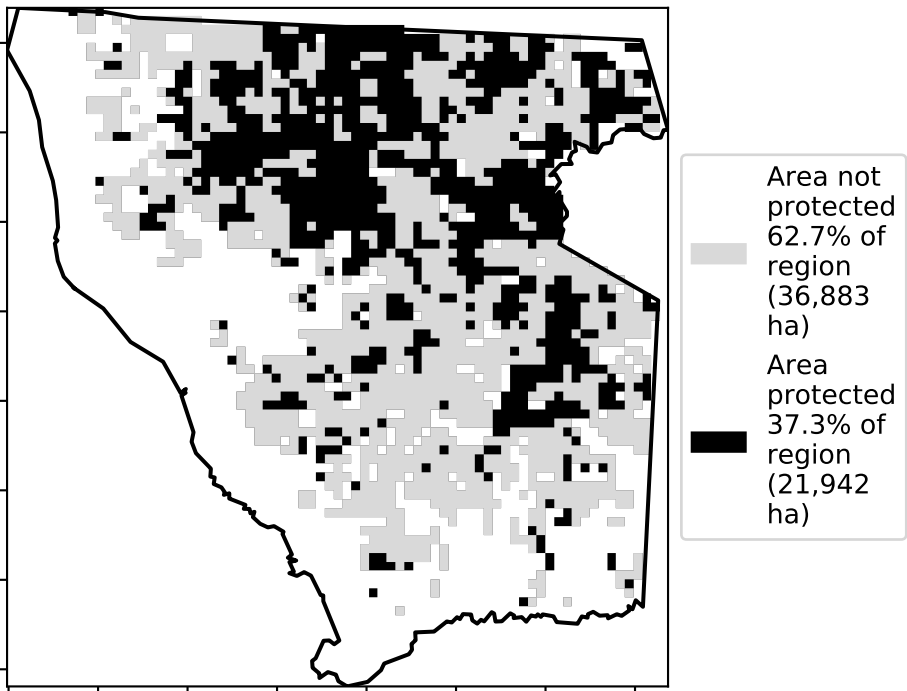 Area not
protected
62.7% of
region
(36,883
ha)
Area
protected
37.3% of
region
(21,942
ha)